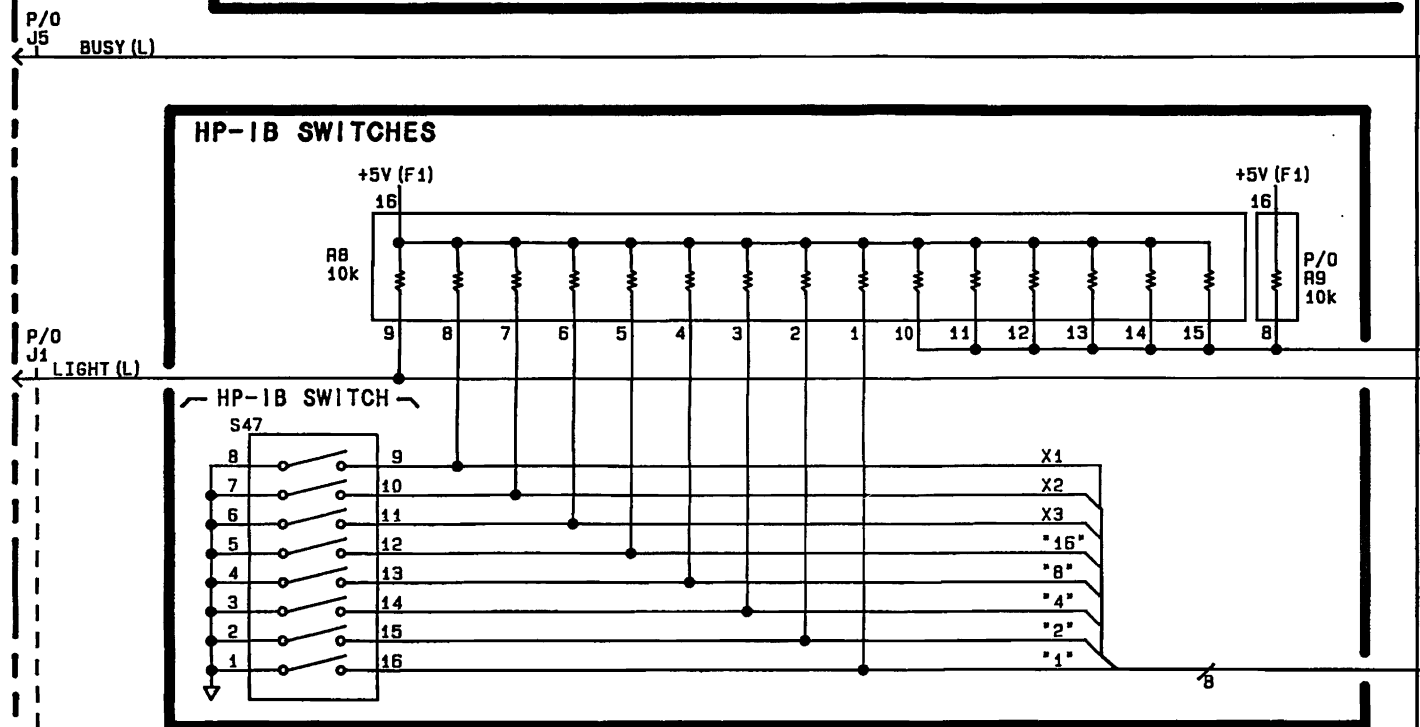 P/O
J5
BUSY(L)
HP-IB SWITCHES
+5V(F1) +5V(F1)
16 16
R8
10k
P/O
R9
10k
9 8 7 6 5 4 3 2 1 10 11 12 13 14 15 8
P/O
J1
LIGHT(L)
HP-IB SWITCH
S47
8 9 X1
7 10 X2
6 11 X3
5 12 "16"
4 13 "8"
3 14 "4"
2 15 "2"
1 16 "1"
8